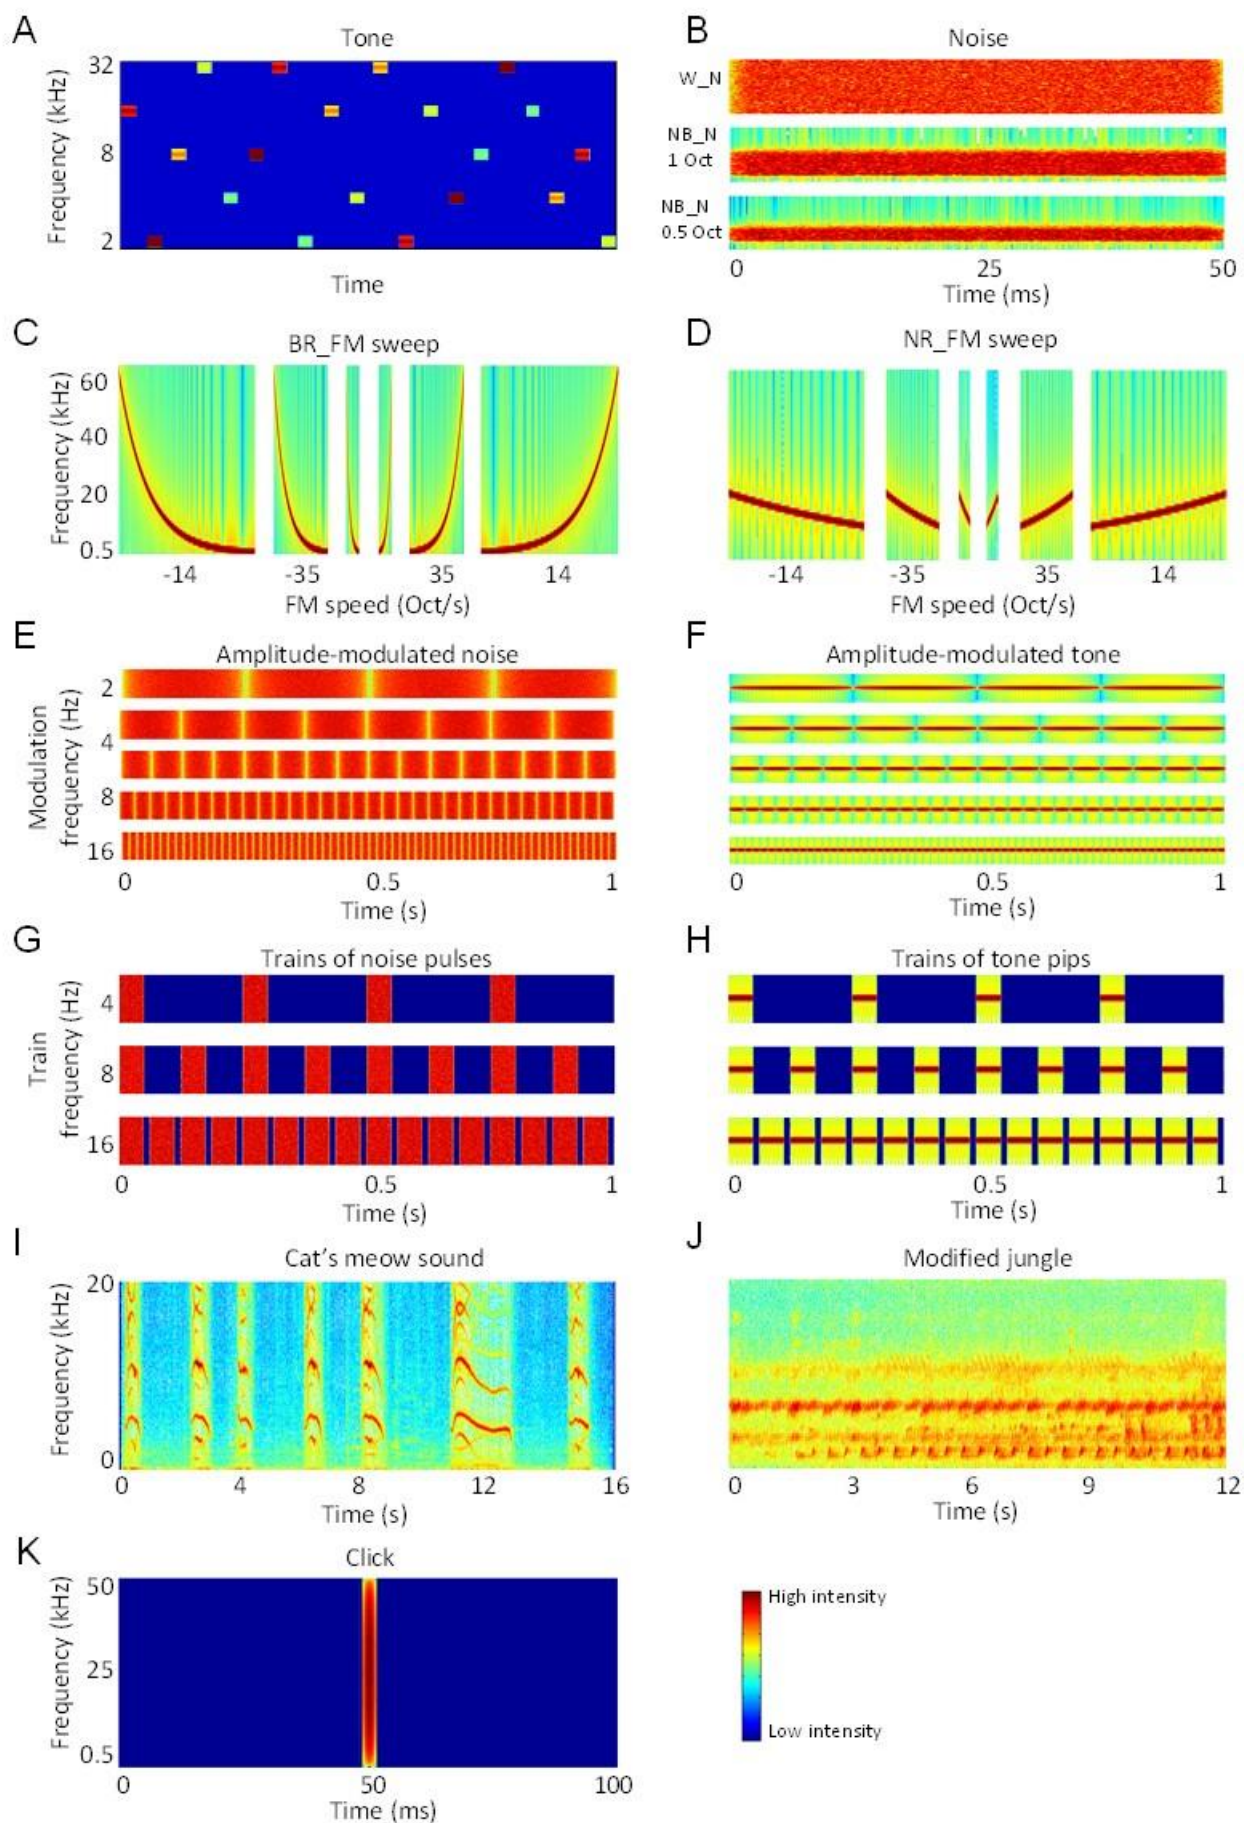 A
Tone
Frequency (kHz)
32
8
2
Time
B
Noise
W_N
NB_N
1 Oct
NB_N
0.5 Oct
0 25 50
Time (ms)
C
BR_FM sweep
Frequency (kHz)
60
40
20
0.5
-14 -35 35 14
FM speed (Oct/s)
D
NR_FM sweep
-14 -35 35 14
FM speed (Oct/s)
E
Amplitude-modulated noise
Modulation
frequency (Hz)
2
4
8
16
0 0.5 1
Time (s)
F
Amplitude-modulated tone
0 0.5 1
Time (s)
G
Trains of noise pulses
Train
frequency (Hz)
4
8
16
0 0.5 1
Time (s)
H
Trains of tone pips
0 0.5 1
Time (s)
I
Cat's meow sound
Frequency (kHz)
20
0
0 4 8 12 16
Time (s)
J
Modified jungle
0 3 6 9 12
Time (s)
K
Click
Frequency (kHz)
50
25
0.5
0 50 100
Time (ms)
High intensity
Low intensity